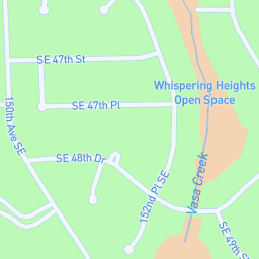 SE 47th St
Whispering Heights
Open Space
SE 47th Pl
150th Ave SE
SE 48th Dr
152nd Pl SE
Vasa Creek
SE 49th St